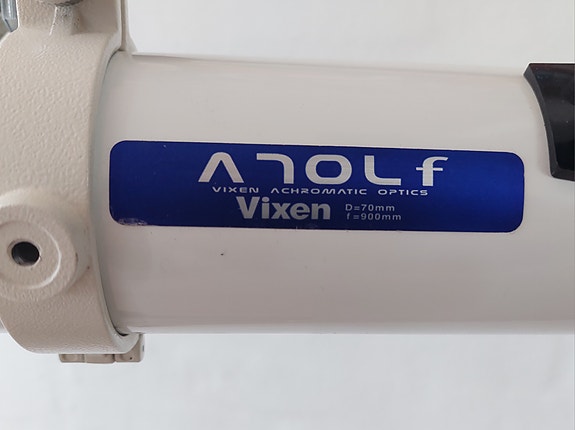 A70Lf
VIXEN ACHROMATIC OPTICS
Vixen
D=70mm
f=900mm